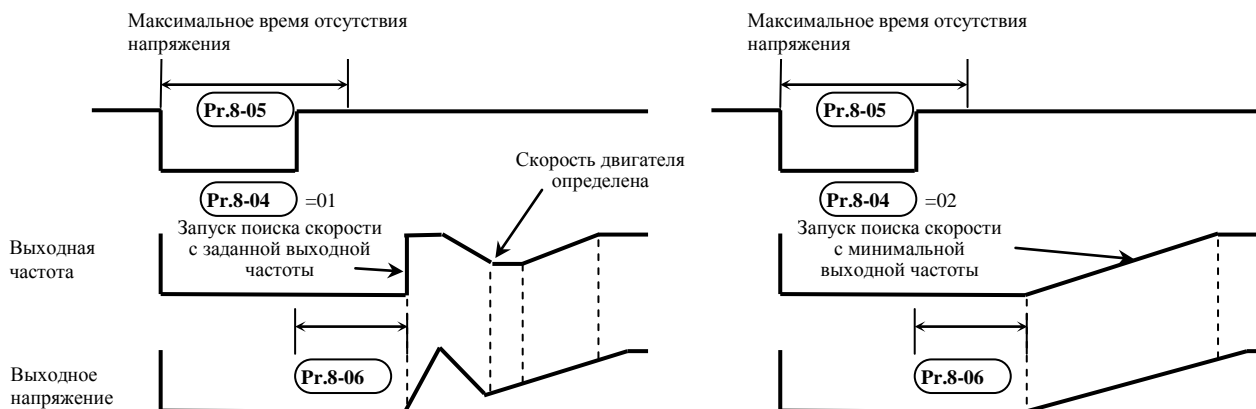 Максимальное время отсутствия
напряжения
Pr.8-05
Скорость двигателя
определена
Pr.8-04 =01
Запуск поиска скорости
с заданной выходной
частоты
Выходная
частота
Pr.8-06
Выходное
напряжение
Максимальное время отсутствия
напряжения
Pr.8-05
Pr.8-04 =02
Запуск поиска скорости
с минимальной
выходной частоты
Pr.8-06